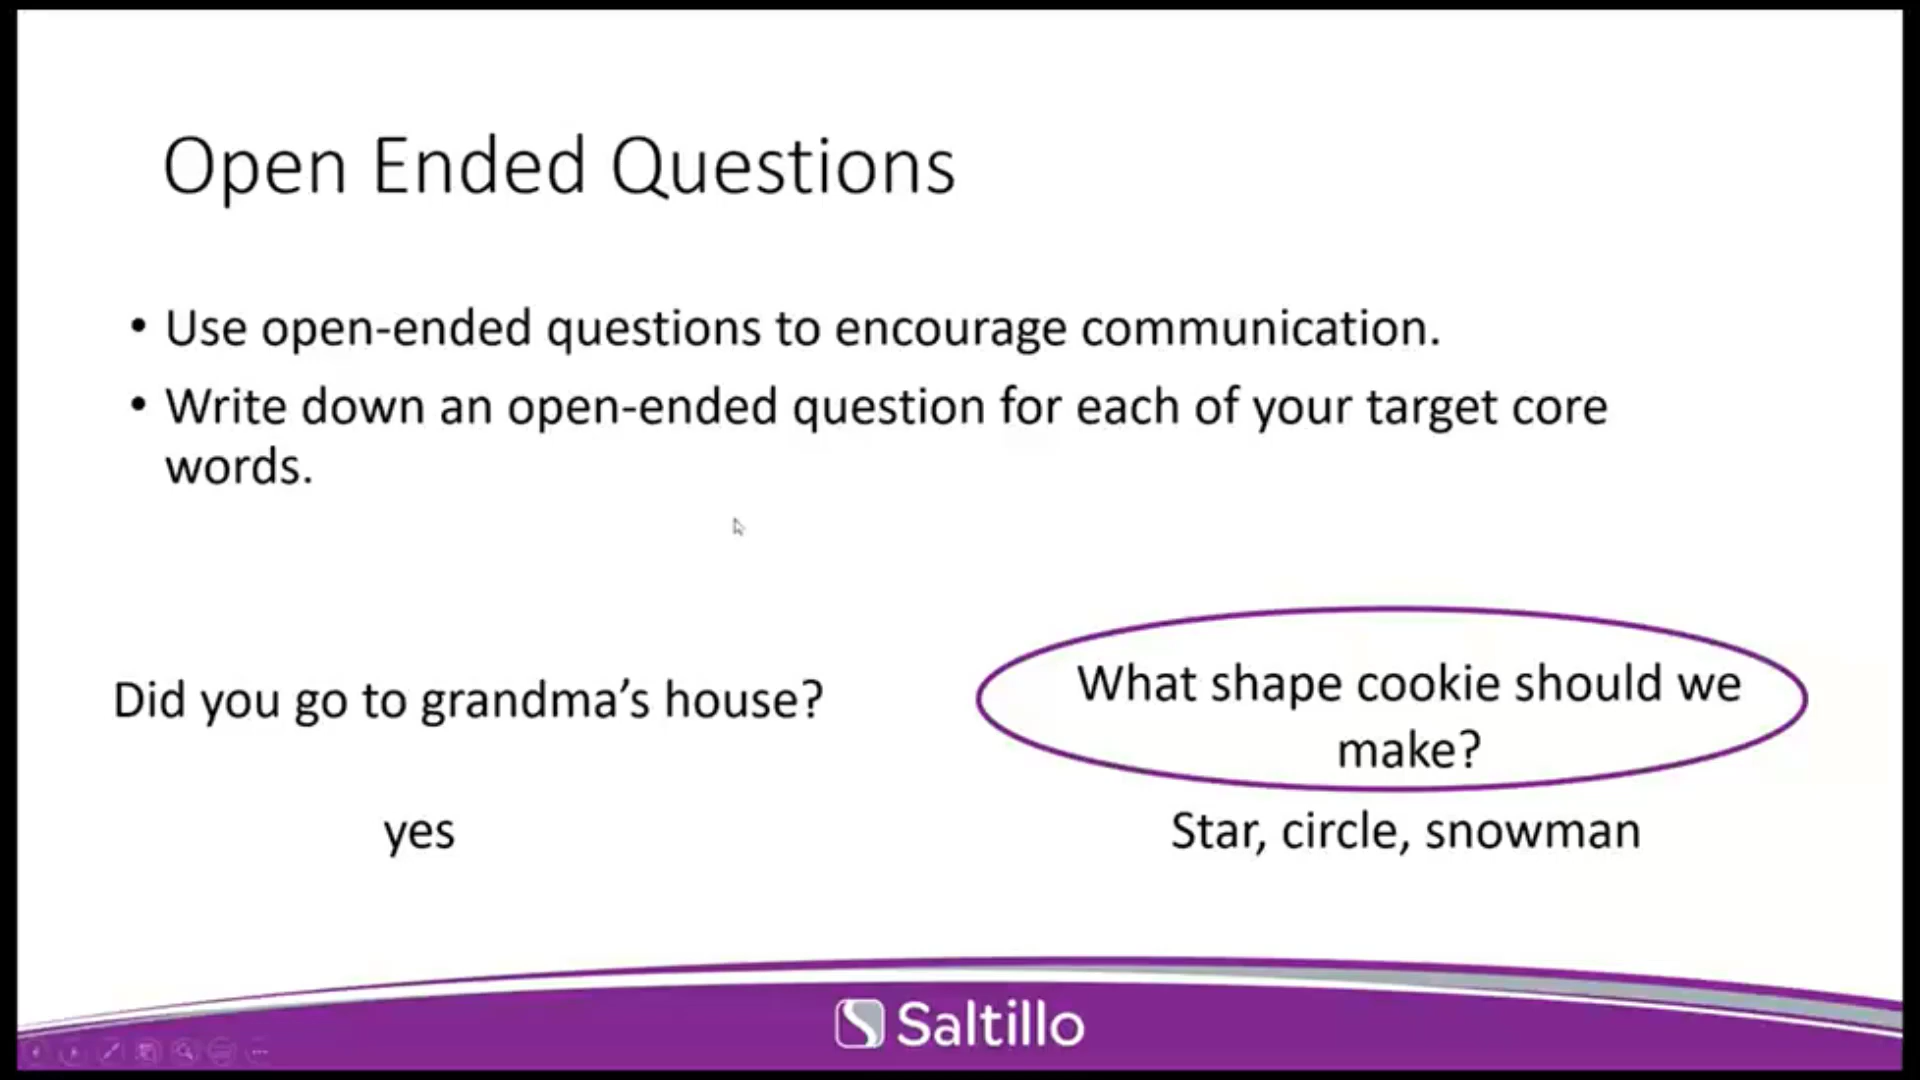 Open Ended Questions
• Use open-ended questions to encourage communication.
• Write down an open-ended question for each of your target core
words.
Did you go to grandma’s house?
What shape cookie should we
make?
yes
Star, circle, snowman
Saltillo